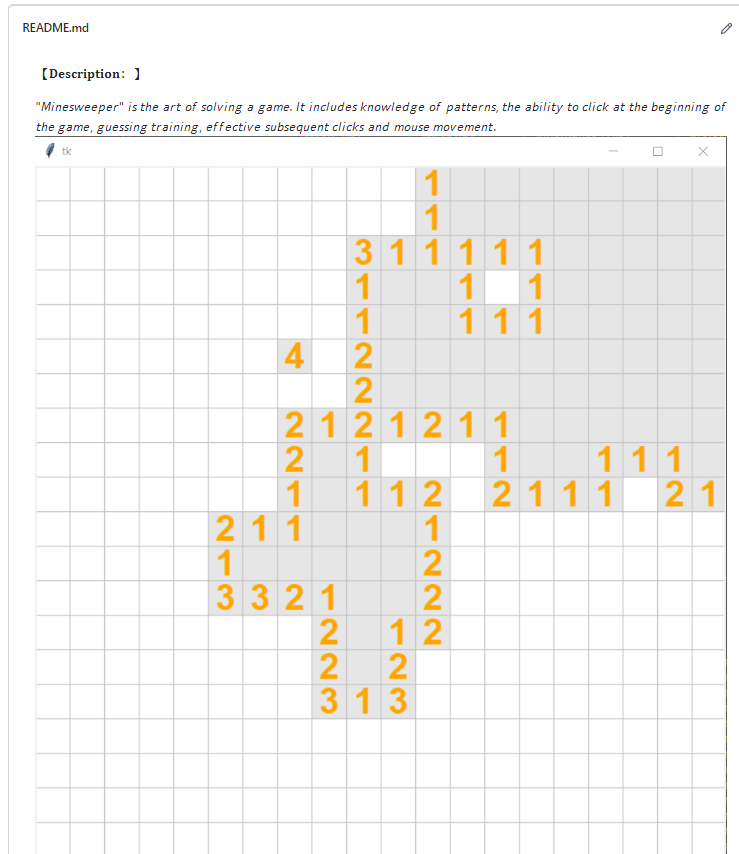 README.md
【Description: 】
"Minesweeper" is the art of solving a game. It includes knowledge of patterns, the ability to click at the beginning of
the game, guessing training, effective subsequent clicks and mouse movement.
tk
1
1
3 1 1 1 1 1
1 1 1
1 1 1 1
4 2
2
2 1 2 1 2 1 1
2 1 1 1 1 1
1 1 1 2 2 1 1 1 2 1
2 1 1 1
1 2
3 3 2 1 2
2 1 2
2 2
3 1 3